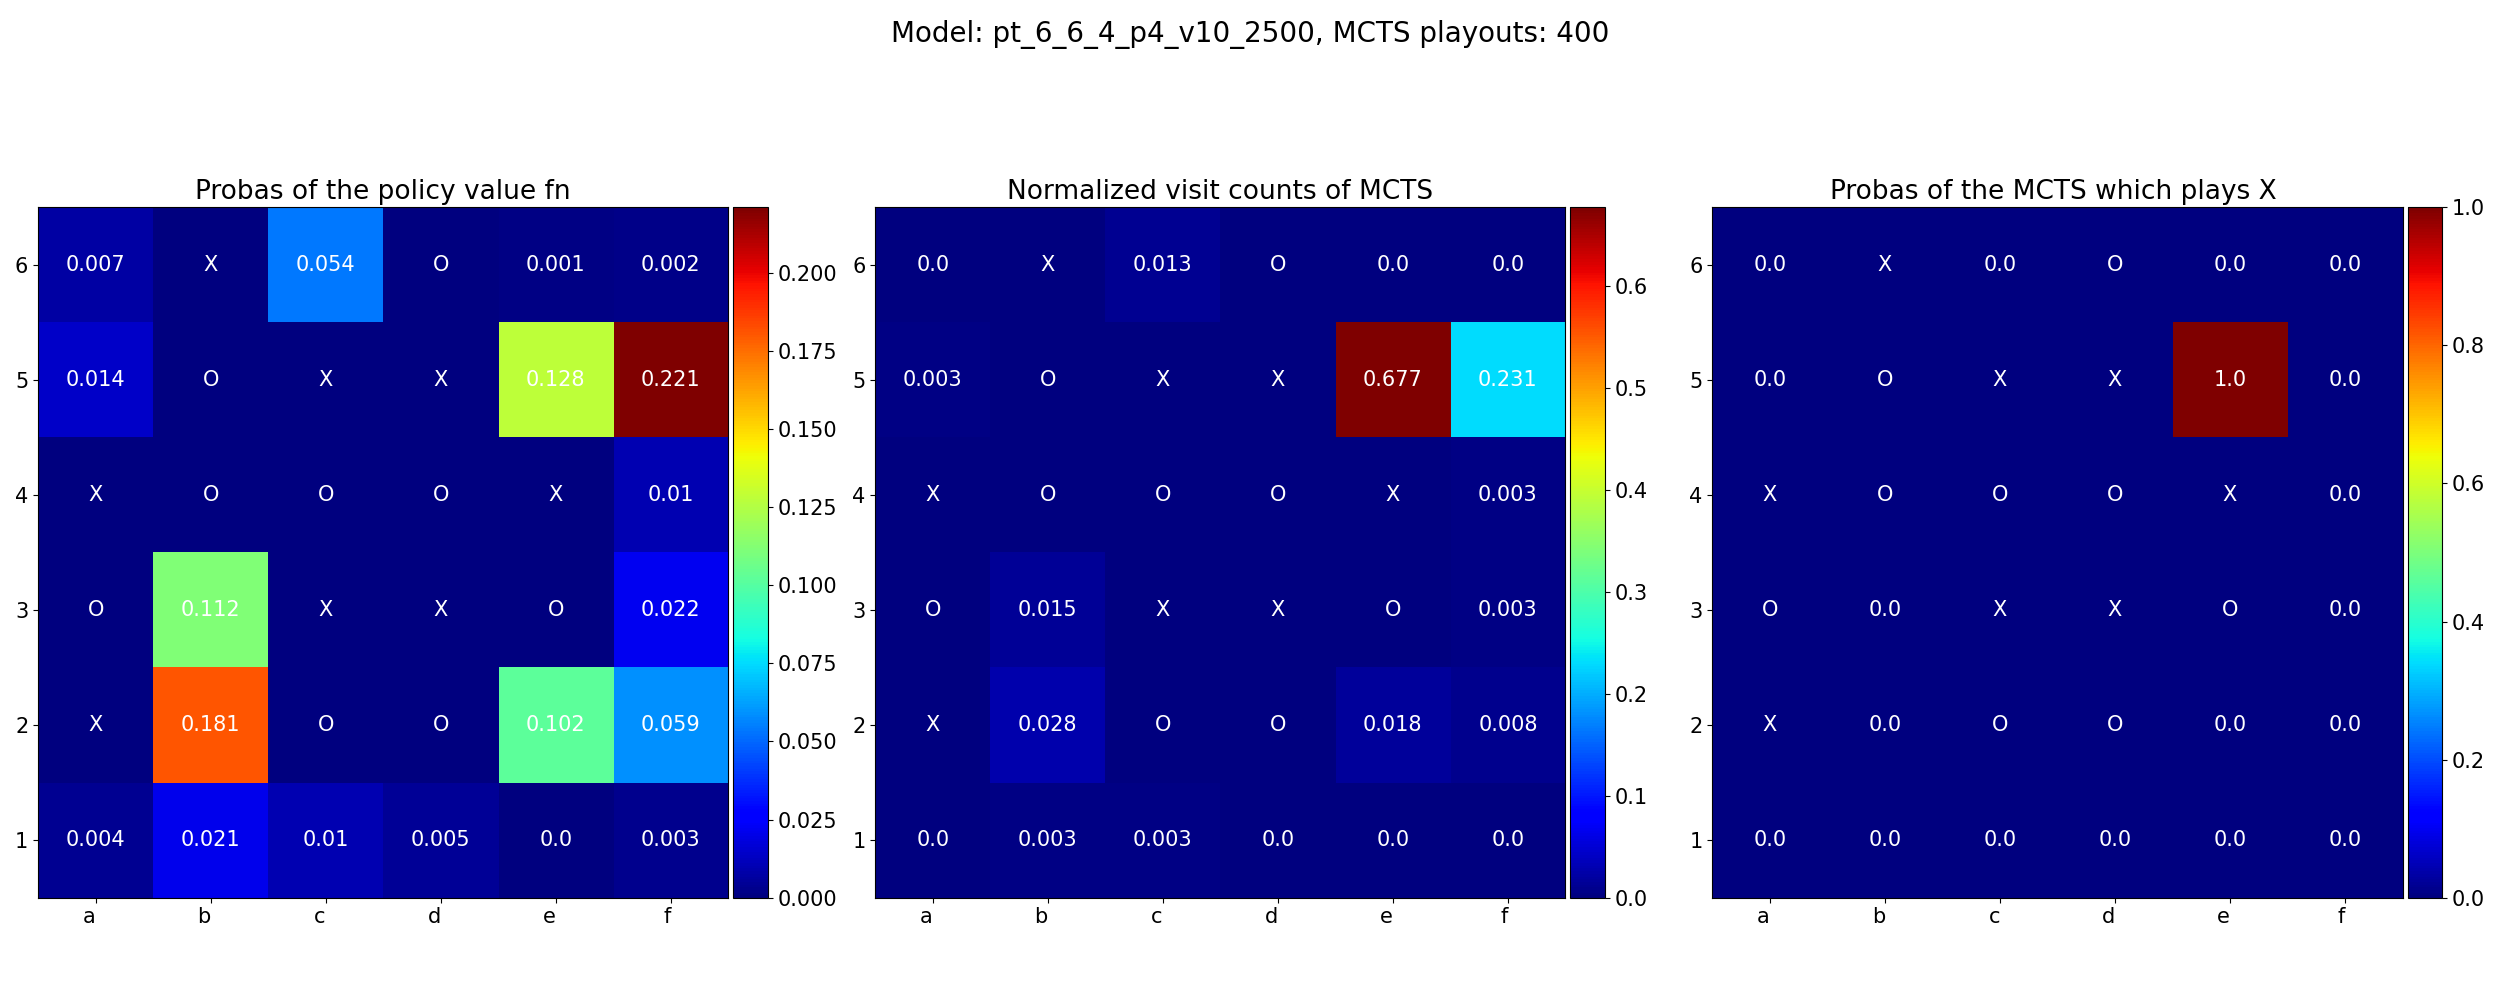 Model: pt_6_6_4_p4_v10_2500, MCTS playouts: 400
Probas of the policy value fn
6 0.007 X 0.054 O 0.001 0.002
5 0.014 O X X 0.128 0.221
4 X O O O X 0.01
3 O 0.112 X X O 0.022
2 X 0.181 O O 0.102 0.059
1 0.004 0.021 0.01 0.005 0.0 0.003
a b c d e f
0.200
0.175
0.150
0.125
0.100
0.075
0.050
0.025
0.000
Normalized visit counts of MCTS
6 0.0 X 0.013 O 0.0 0.0
5 0.003 O X X 0.677 0.231
4 X O O O X 0.003
3 O 0.015 X X O 0.003
2 X 0.028 O O 0.018 0.008
1 0.0 0.003 0.003 0.0 0.0 0.0
a b c d e f
0.6
0.5
0.4
0.3
0.2
0.1
0.0
Probas of the MCTS which plays X
6 0.0 X 0.0 O 0.0 0.0
5 0.0 O X X 1.0 0.0
4 X O O O X 0.0
3 O 0.0 X X O 0.0
2 X 0.0 O O 0.0 0.0
1 0.0 0.0 0.0 0.0 0.0 0.0
a b c d e f
1.0
0.8
0.6
0.4
0.2
0.0